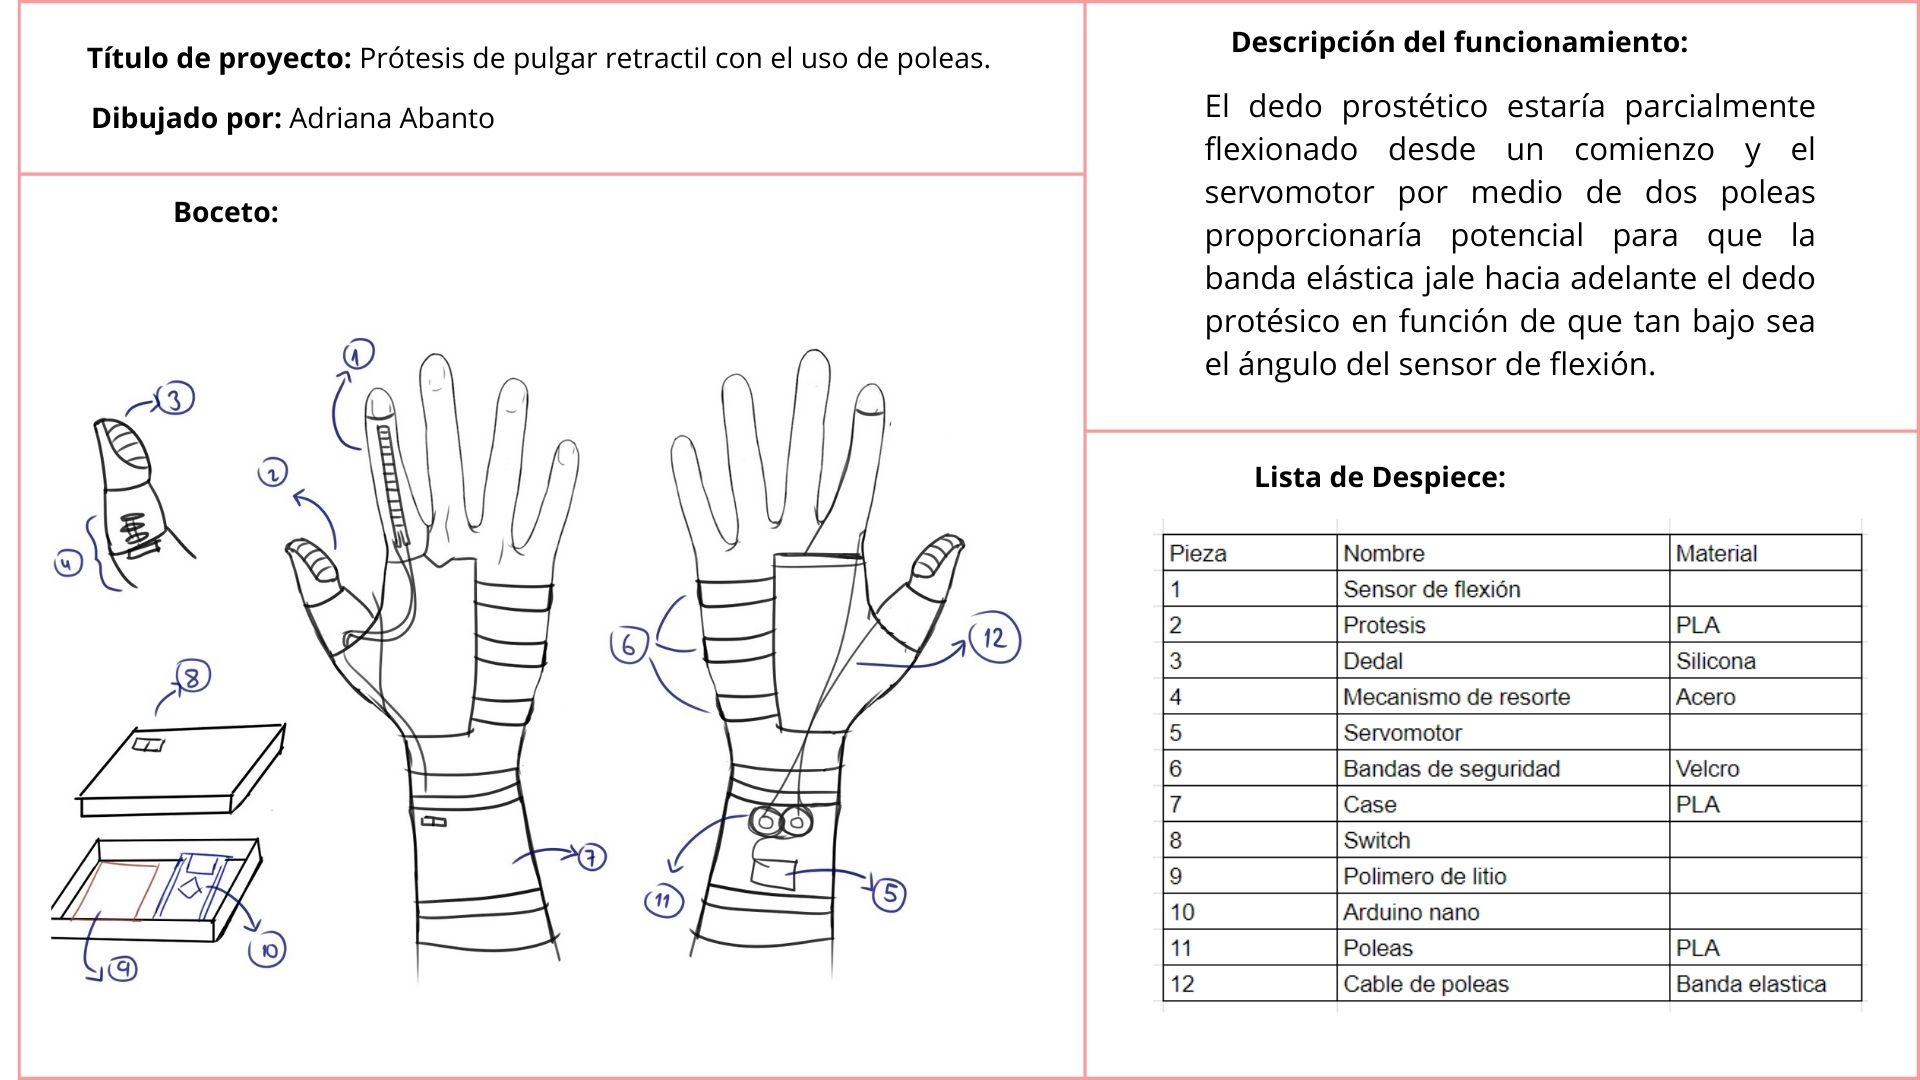 Título de proyecto: Prótesis de pulgar retractil con el uso de poleas.
Dibujado por: Adriana Abanto
Boceto:
1
3
2
4
6
12
8
7
11
5
10
9
Descripción del funcionamiento:
El dedo prostético estaría parcialmente
flexionado desde un comienzo y el
servomotor por medio de dos poleas
proporcionaría potencial para que la
banda elástica jale hacia adelante el dedo
protésico en función de que tan bajo sea
el ángulo del sensor de flexión.
Lista de Despiece:
Pieza Nombre Material
1 Sensor de flexión
2 Protesis PLA
3 Dedal Silicona
4 Mecanismo de resorte Acero
5 Servomotor
6 Bandas de seguridad Velcro
7 Case PLA
8 Switch
9 Polimero de litio
10 Arduino nano
11 Poleas PLA
12 Cable de poleas Banda elastica